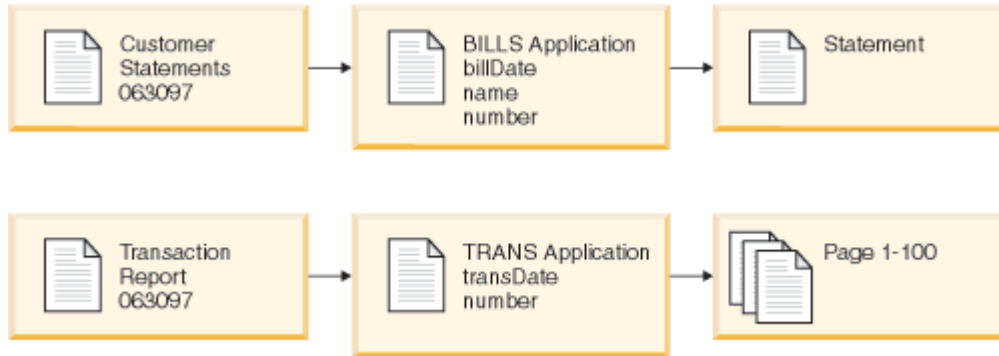 Customer
Statements
063097
BILLS Application
billDate
name
number
Statement
Transaction
Report
063097
TRANS Application
transDate
number
Page 1-100